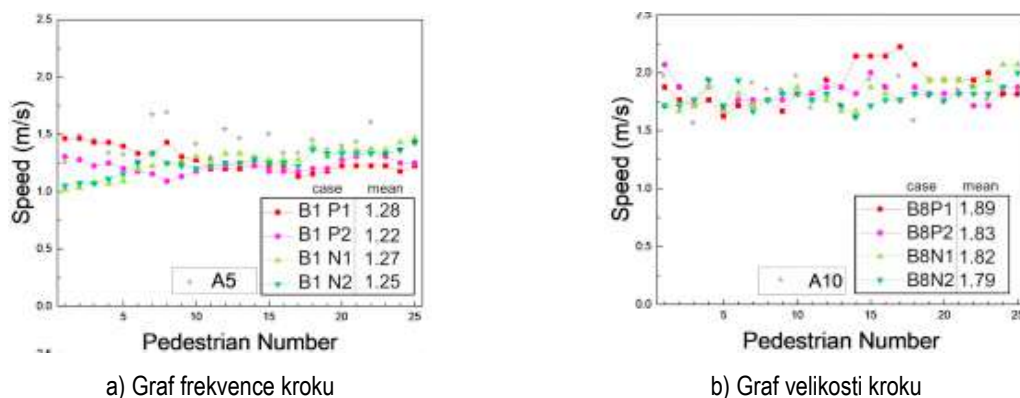 2.5
2.0
1.5
1.0
0.5
0.0
Speed (m/s)
5 10 15 20 25
Pedestrian Number
case mean
B1 P1 1.28
B1 P2 1.22
B1 N1 1.27
B1 N2 1.25
A5
a) Graf frekvence kroku
2.5
2.0
1.5
1.0
0.5
0.0
Speed (m/s)
5 10 15 20 25
Pedestrian Number
case mean
B8P1 1.89
B8P2 1.83
B8N1 1.82
B8N2 1.79
A10
b) Graf velikosti kroku